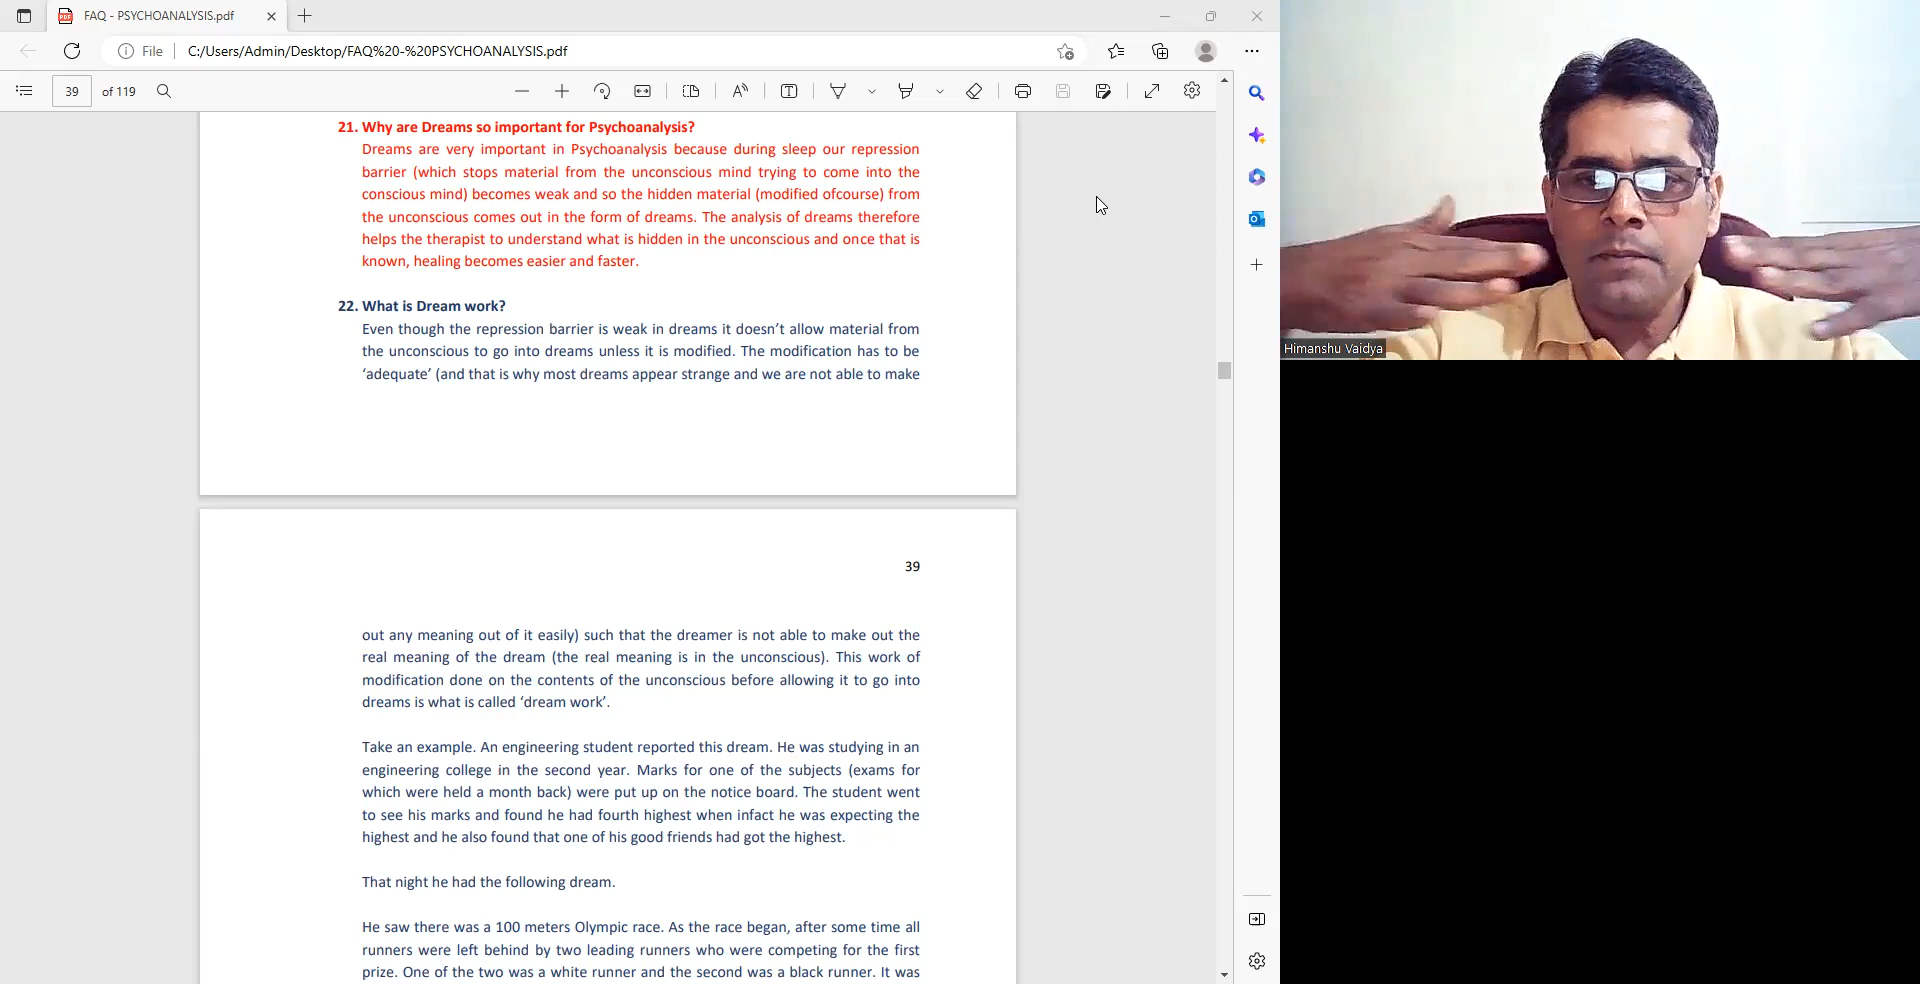 FAQ - PSYCHOANALYSIS.pdf
File
C:/Users/Admin/Desktop/FAQ%20-%20PSYCHOANALYSIS.pdf
39 of 119
21. Why are Dreams so important for Psychoanalysis?
Dreams are very important in Psychoanalysis because during sleep our repression
barrier (which stops material from the unconscious mind trying to come into the
conscious mind) becomes weak and so the hidden material (modified ofcourse) from
the unconscious comes out in the form of dreams. The analysis of dreams therefore
helps the therapist to understand what is hidden in the unconscious and once that is
known, healing becomes easier and faster.
22. What is Dream work?
Even though the repression barrier is weak in dreams it doesn't allow material from
the unconscious to go into dreams unless it is modified. The modification has to be
'adequate' (and that is why most dreams appear strange and we are not able to make
39
out any meaning out of it easily) such that the dreamer is not able to make out the
real meaning of the dream (the real meaning is in the unconscious). This work of
modification done on the contents of the unconscious before allowing it to go into
dreams is what is called 'dream work'.
Take an example. An engineering student reported this dream. He was studying in an
engineering college in the second year. Marks for one of the subjects (exams for
which were held a month back) were put up on the notice board. The student went
to see his marks and found he had fourth highest when infact he was expecting the
highest and he also found that one of his good friends had got the highest.
That night he had the following dream.
He saw there was a 100 meters Olympic race. As the race began, after some time all
runners were left behind by two leading runners who were competing for the first
prize. One of the two was a white runner and the second was a black runner. It was
Himanshu Vaidya